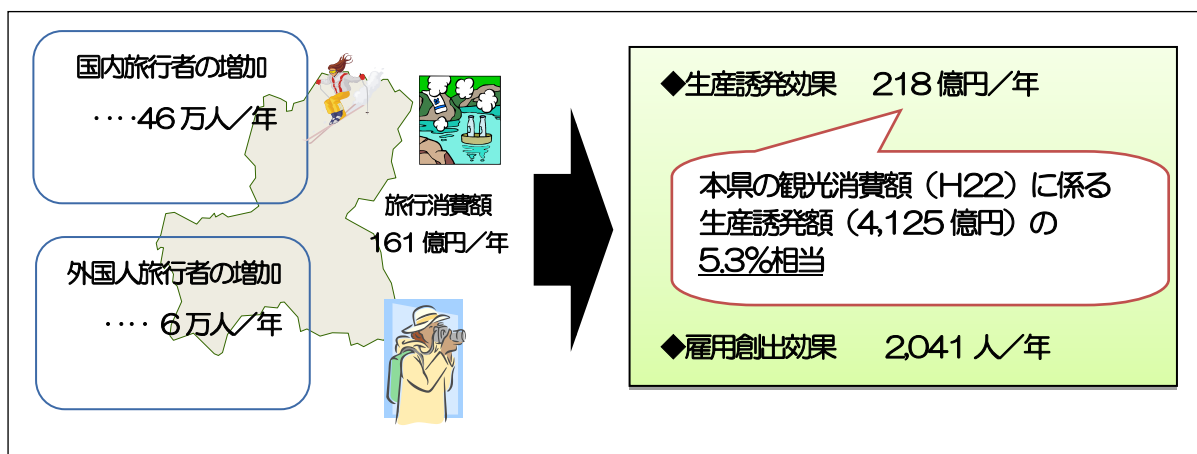 国内旅行者の増加
‥‥46万人／年
旅行消費額
161億円／年
外国人旅行者の増加
‥‥ 6万人／年
◆生産誘発効果　218億円／年
本県の観光消費額（H22）に係る
生産誘発額（4,125億円）の
5.3%相当
◆雇用創出効果　2,041人／年